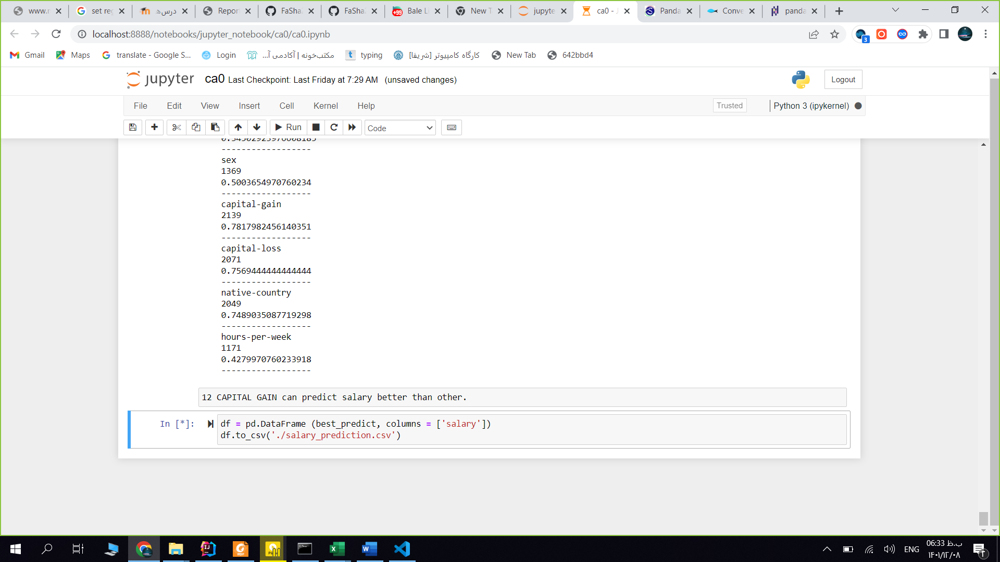 www.r
set reg
درس‌ه
Repor
FaSha
FaSha
Bale Li
New T
jupyte
ca0 - J
Panda
Conve
panda
localhost:8888/notebooks/jupyter_notebook/ca0/ca0.ipynb
3
Gmail
Maps
translate - Google S...
Login
مکتب‌خونه | آکادمی آ...
t typing
کارگاه کامپیوتر [شریفا]
New Tab
642bbd4
jupyter ca0 Last Checkpoint: Last Friday at 7:29 AM (unsaved changes)
Logout
File Edit View Insert Cell Kernel Help
Trusted
Python 3 (ipykernel)
Run
Code
------------------
sex
1369
0.5003654970760234
------------------
capital-gain
2139
0.7817982456140351
------------------
capital-loss
2071
0.7569444444444444
------------------
native-country
2049
0.7489035087719298
------------------
hours-per-week
1171
0.4279970760233918
------------------
12 CAPITAL GAIN can predict salary better than other.
In [*]:
df = pd.DataFrame (best_predict, columns = ['salary'])
df.to_csv('./salary_prediction.csv')
ENG
06:33 ب.ظ
۱۴۰۱/۱۲/۰۸